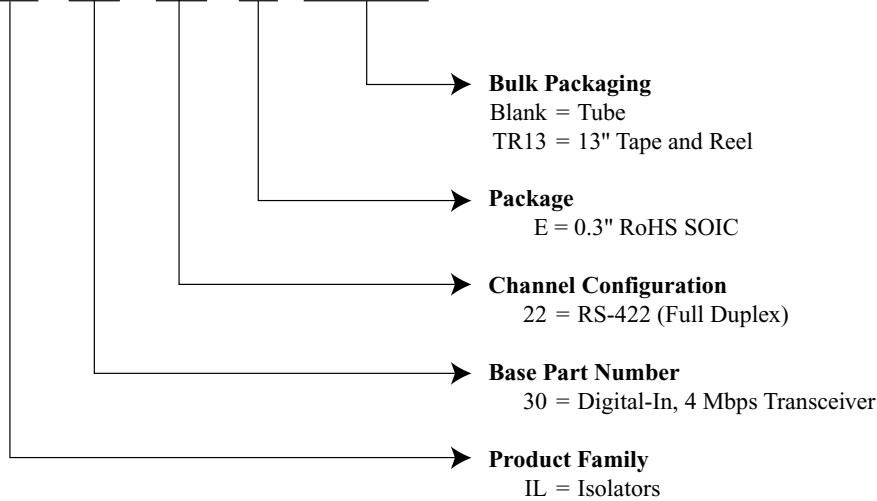 Bulk Packaging
Blank = Tube
TR13 = 13" Tape and Reel
Package
E = 0.3" RoHS SOIC
Channel Configuration
22 = RS-422 (Full Duplex)
Base Part Number
30 = Digital-In, 4 Mbps Transceiver
Product Family
IL = Isolators